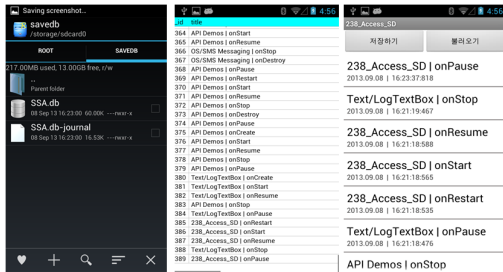 Saving screenshot...
savedb
/storage/sdcard0
ROOT SAVEDB
217.00MB used, 13.00GB free, r/w
..
Parent folder
SSA.db
08 Sep 13 16:23:00 60.00K ---rwxr-x
SSA.db-journal
08 Sep 13 16:23:00 16.53K ---rwxr-x
4:56
_id title
364 API Demos | onStart
365 API Demos | onResume
366 OS/SMS Messaging | onStop
367 OS/SMS Messaging | onDestroy
368 API Demos | onPause
369 API Demos | onRestart
370 API Demos | onStart
371 API Demos | onResume
372 API Demos | onStop
373 API Demos | onDestroy
374 API Demos | onPause
375 API Demos | onCreate
376 API Demos | onStart
377 API Demos | onResume
378 API Demos | onStop
379 API Demos | onPause
380 Text/LogTextBox | onCreate
381 Text/LogTextBox | onStart
382 Text/LogTextBox | onResume
383 API Demos | onStop
384 Text/LogTextBox | onPause
385 238_Access_SD | onRestart
386 238_Access_SD | onStart
387 238_Access_SD | onResume
388 Text/LogTextBox | onStop
389 238_Access_SD | onPause
4:56
238_Access_SD
저장하기 불러오기
238_Access_SD | onPause
2013.09.08 | 16:23:37:818
Text/LogTextBox | onStop
2013.09.08 | 16:21:19:467
238_Access_SD | onResume
2013.09.08 | 16:21:18:588
238_Access_SD | onStart
2013.09.08 | 16:21:18:565
238_Access_SD | onRestart
2013.09.08 | 16:21:18:535
Text/LogTextBox | onPause
2013.09.08 | 16:21:18:476
API Demos | onStop